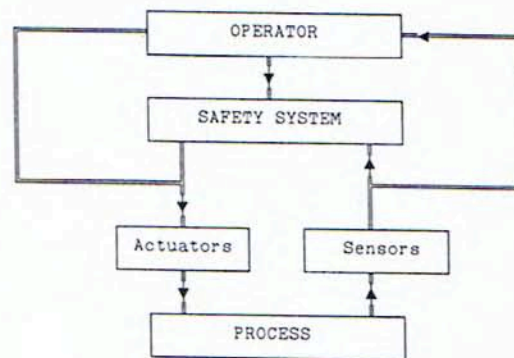 OPERATOR
SAFETY SYSTEM
Actuators
Sensors
PROCESS